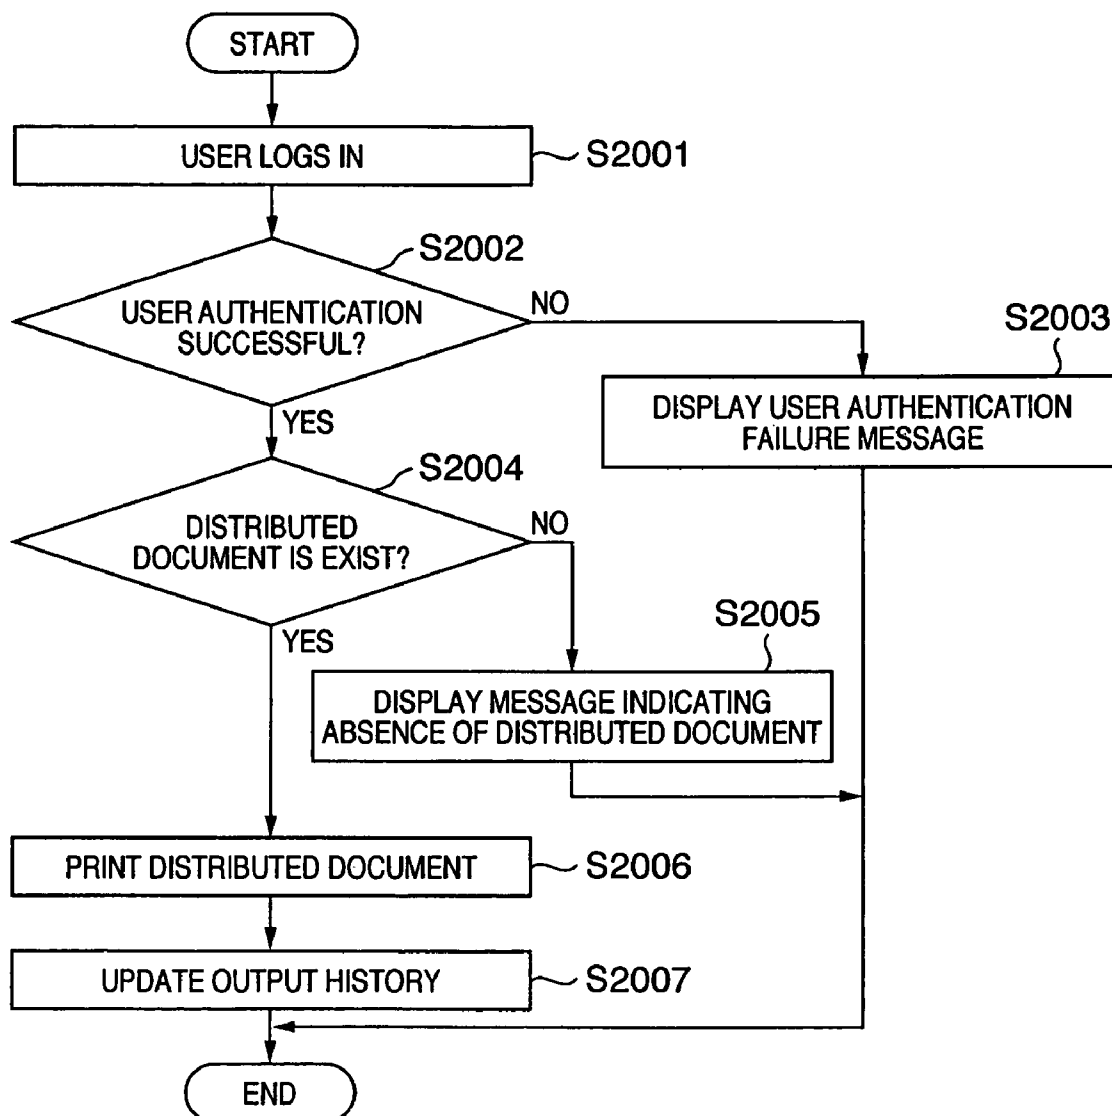 START
USER LOGS IN
S2001
S2002
USER AUTHENTICATION
SUCCESSFUL?
NO
YES
S2003
DISPLAY USER AUTHENTICATION
FAILURE MESSAGE
S2004
DISTRIBUTED
DOCUMENT IS EXIST?
NO
YES
S2005
DISPLAY MESSAGE INDICATING
ABSENCE OF DISTRIBUTED DOCUMENT
PRINT DISTRIBUTED DOCUMENT
S2006
UPDATE OUTPUT HISTORY
S2007
END